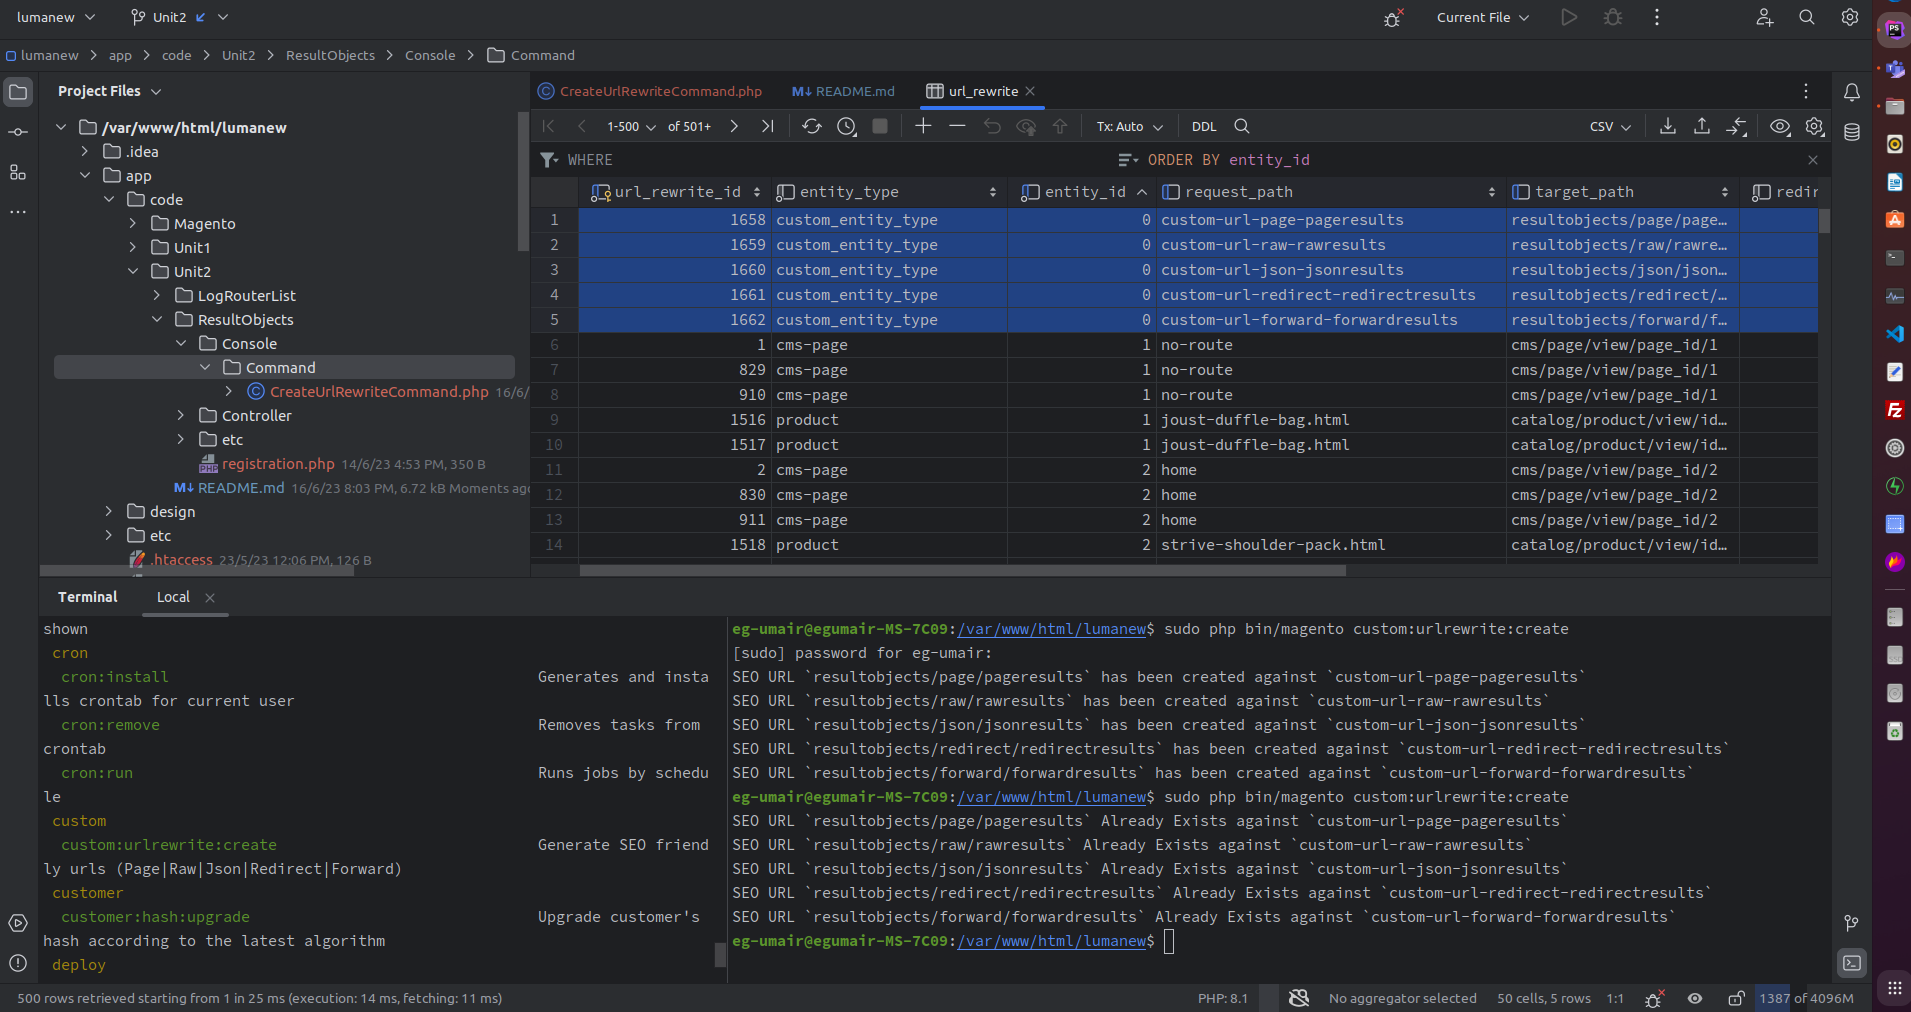 lumanew
Unit2
Current File
lumanew > app > code > Unit2 > ResultObjects > Console > Command
Project Files
/var/www/html/lumanew
.idea
app
code
Magento
Unit1
Unit2
LogRouterList
ResultObjects
Console
Command
CreateUrlRewriteCommand.php 16/6/
Controller
etc
registration.php 14/6/23 4:53 PM, 350 B
README.md 16/6/23 8:03 PM, 6.72 kB Moments ago
design
etc
.htaccess 23/5/23 12:06 PM, 126 B
CreateUrlRewriteCommand.php README.md url_rewrite
1-500 of 501+ Tx: Auto DDL CSV
WHERE ORDER BY entity_id
url_rewrite_id entity_type entity_id request_path target_path redir
1 1658 custom_entity_type 0 custom-url-page-pageresults resultobjects/page/page…
2 1659 custom_entity_type 0 custom-url-raw-rawresults resultobjects/raw/rawre…
3 1660 custom_entity_type 0 custom-url-json-jsonresults resultobjects/json/json…
4 1661 custom_entity_type 0 custom-url-redirect-redirectresults resultobjects/redirect/…
5 1662 custom_entity_type 0 custom-url-forward-forwardresults resultobjects/forward/f…
6 1 cms-page 1 no-route cms/page/view/page_id/1
7 829 cms-page 1 no-route cms/page/view/page_id/1
8 910 cms-page 1 no-route cms/page/view/page_id/1
9 1516 product 1 joust-duffle-bag.html catalog/product/view/id…
10 1517 product 1 joust-duffle-bag.html catalog/product/view/id…
11 2 cms-page 2 home cms/page/view/page_id/2
12 830 cms-page 2 home cms/page/view/page_id/2
13 911 cms-page 2 home cms/page/view/page_id/2
14 1518 product 2 strive-shoulder-pack.html catalog/product/view/id…
Terminal Local
shown
cron
cron:install Generates and insta
lls crontab for current user
cron:remove Removes tasks from
crontab
cron:run Runs jobs by schedu
le
custom
custom:urlrewrite:create Generate SEO friend
ly urls (Page|Raw|Json|Redirect|Forward)
customer
customer:hash:upgrade Upgrade customer's
hash according to the latest algorithm
deploy
eg-umair@egumair-MS-7C09:/var/www/html/lumanew$ sudo php bin/magento custom:urlrewrite:create
[sudo] password for eg-umair:
SEO URL `resultobjects/page/pageresults` has been created against `custom-url-page-pageresults`
SEO URL `resultobjects/raw/rawresults` has been created against `custom-url-raw-rawresults`
SEO URL `resultobjects/json/jsonresults` has been created against `custom-url-json-jsonresults`
SEO URL `resultobjects/redirect/redirectresults` has been created against `custom-url-redirect-redirectresults`
SEO URL `resultobjects/forward/forwardresults` has been created against `custom-url-forward-forwardresults`
eg-umair@egumair-MS-7C09:/var/www/html/lumanew$ sudo php bin/magento custom:urlrewrite:create
SEO URL `resultobjects/page/pageresults` Already Exists against `custom-url-page-pageresults`
SEO URL `resultobjects/raw/rawresults` Already Exists against `custom-url-raw-rawresults`
SEO URL `resultobjects/json/jsonresults` Already Exists against `custom-url-json-jsonresults`
SEO URL `resultobjects/redirect/redirectresults` Already Exists against `custom-url-redirect-redirectresults`
SEO URL `resultobjects/forward/forwardresults` Already Exists against `custom-url-forward-forwardresults`
eg-umair@egumair-MS-7C09:/var/www/html/lumanew$
500 rows retrieved starting from 1 in 25 ms (execution: 14 ms, fetching: 11 ms) PHP: 8.1 No aggregator selected 50 cells, 5 rows 1:1 1387 of 4096M